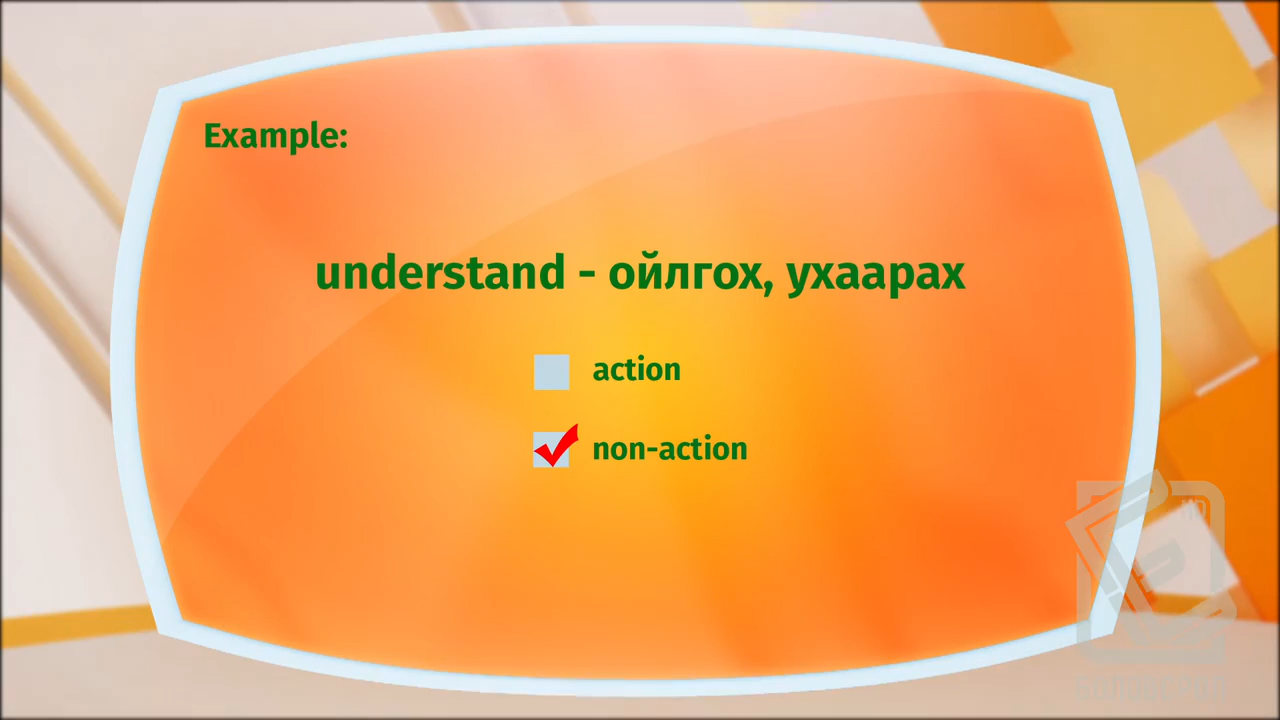 Example:
understand - ойлгох, ухаарах
action
non-action